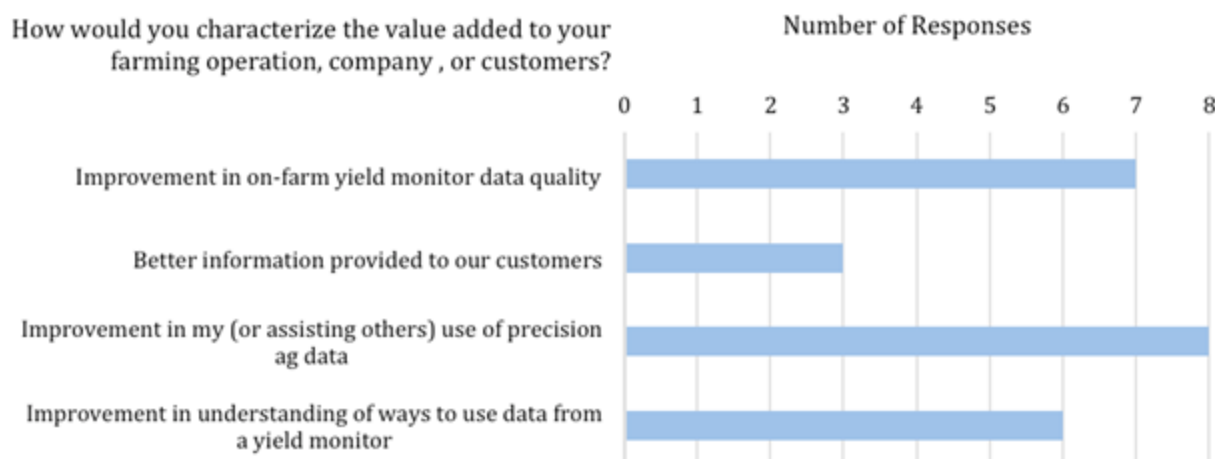 How would you characterize the value added to your
farming operation, company , or customers?
Number of Responses
0 1 2 3 4 5 6 7 8
Improvement in on-farm yield monitor data quality
Better information provided to our customers
Improvement in my (or assisting others) use of precision
ag data
Improvement in understanding of ways to use data from
a yield monitor